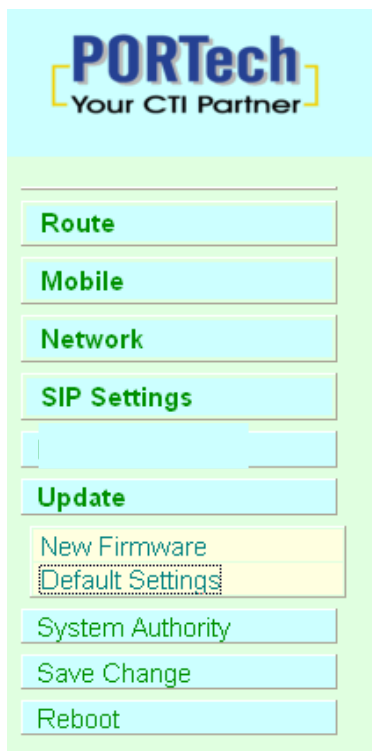 PORTech
Your CTI Partner
Route
Mobile
Network
SIP Settings
Update
New Firmware
Default Settings
System Authority
Save Change
Reboot